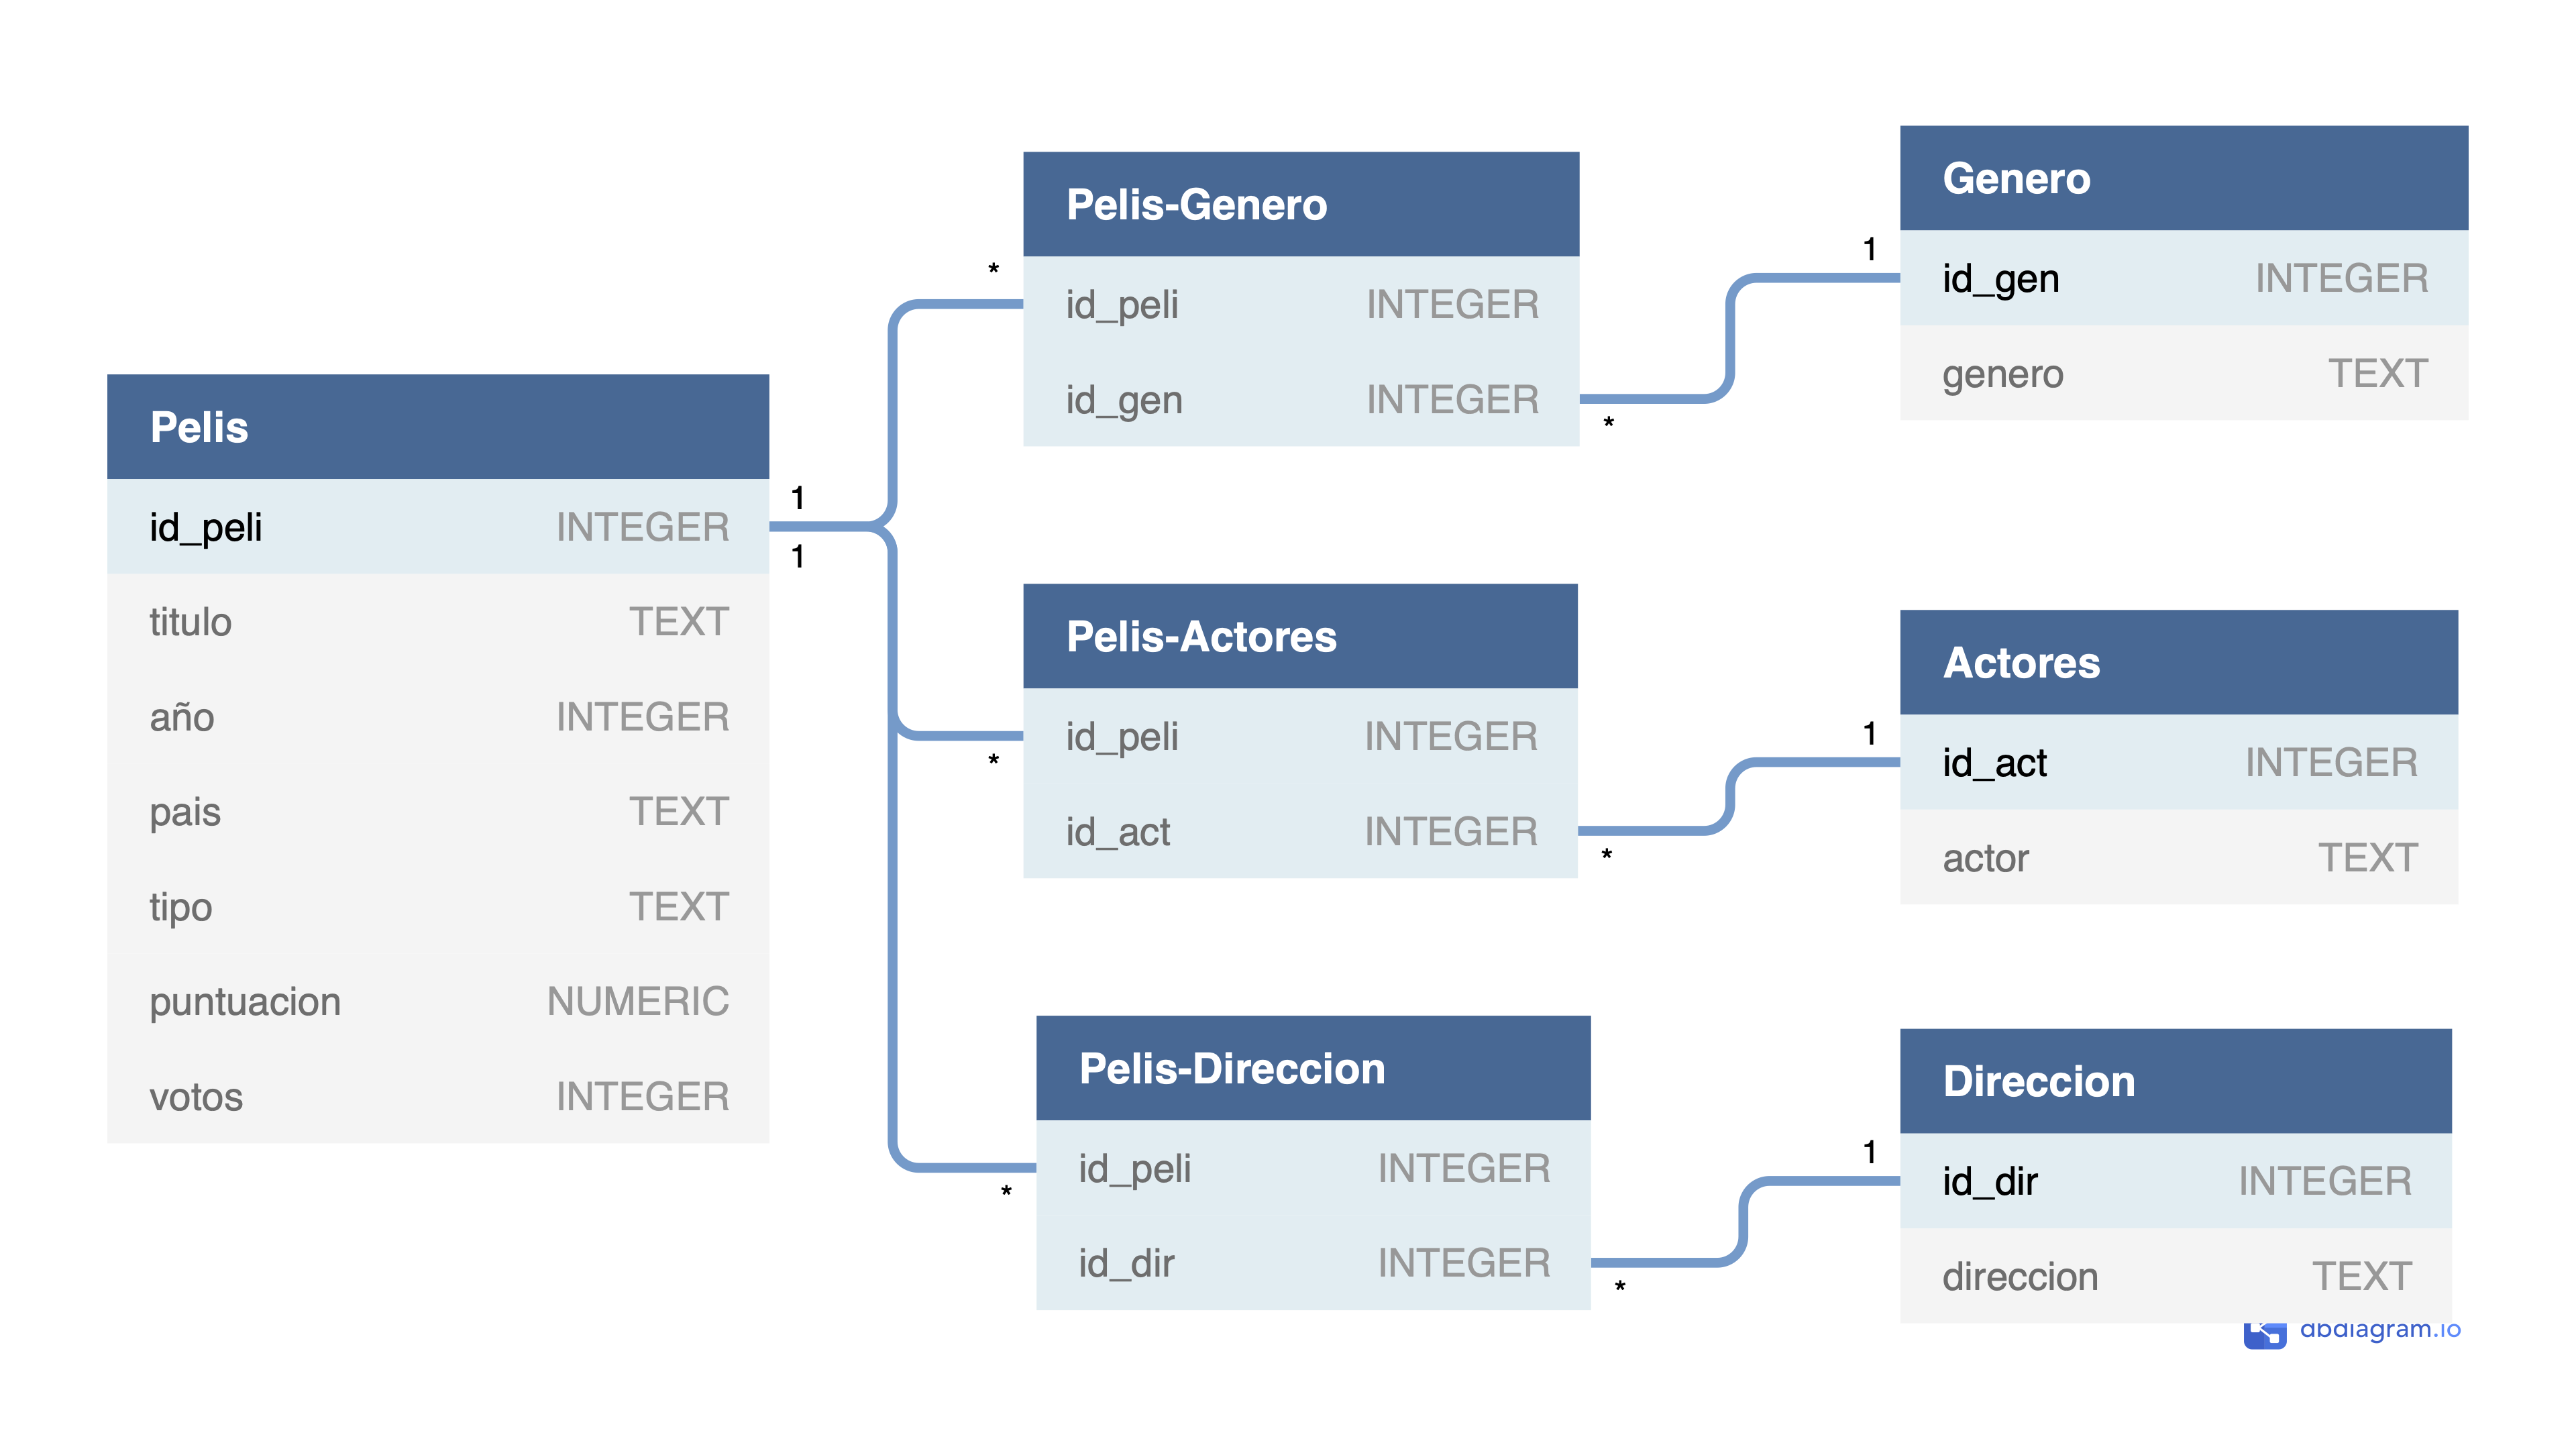 Pelis
id_peli INTEGER
titulo TEXT
año INTEGER
pais TEXT
tipo TEXT
puntuacion NUMERIC
votos INTEGER
1
1
Pelis-Genero
*
id_peli INTEGER
id_gen INTEGER
*
Genero
1
id_gen INTEGER
genero TEXT
Pelis-Actores
id_peli INTEGER
*
id_act INTEGER
*
Actores
1
id_act INTEGER
actor TEXT
Pelis-Direccion
id_peli INTEGER
*
id_dir INTEGER
*
Direccion
1
id_dir INTEGER
direccion TEXT
dbdiagram.io